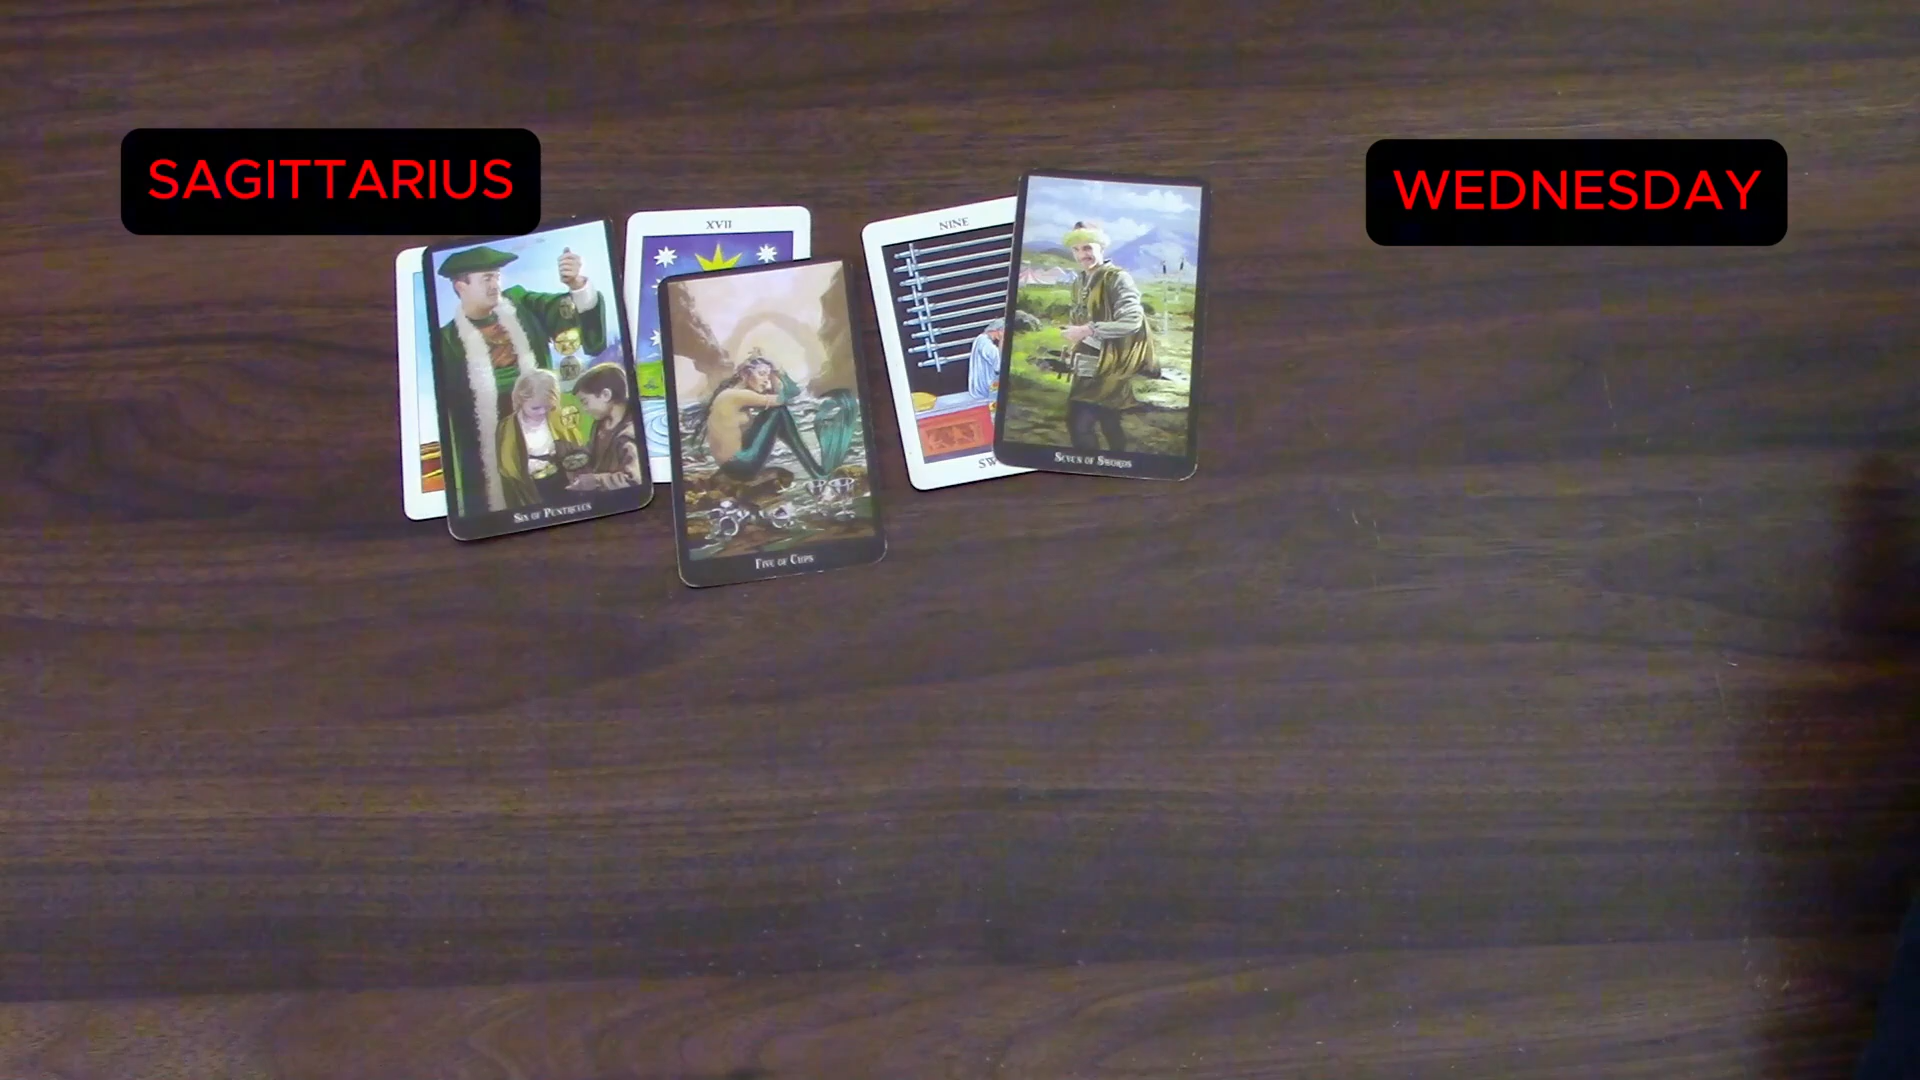 SAGITTARIUS
WEDNESDAY
XVII
NINE
SIX OF PENTACLES
FIVE OF CUPS
SEVEN OF SWORDS
SW